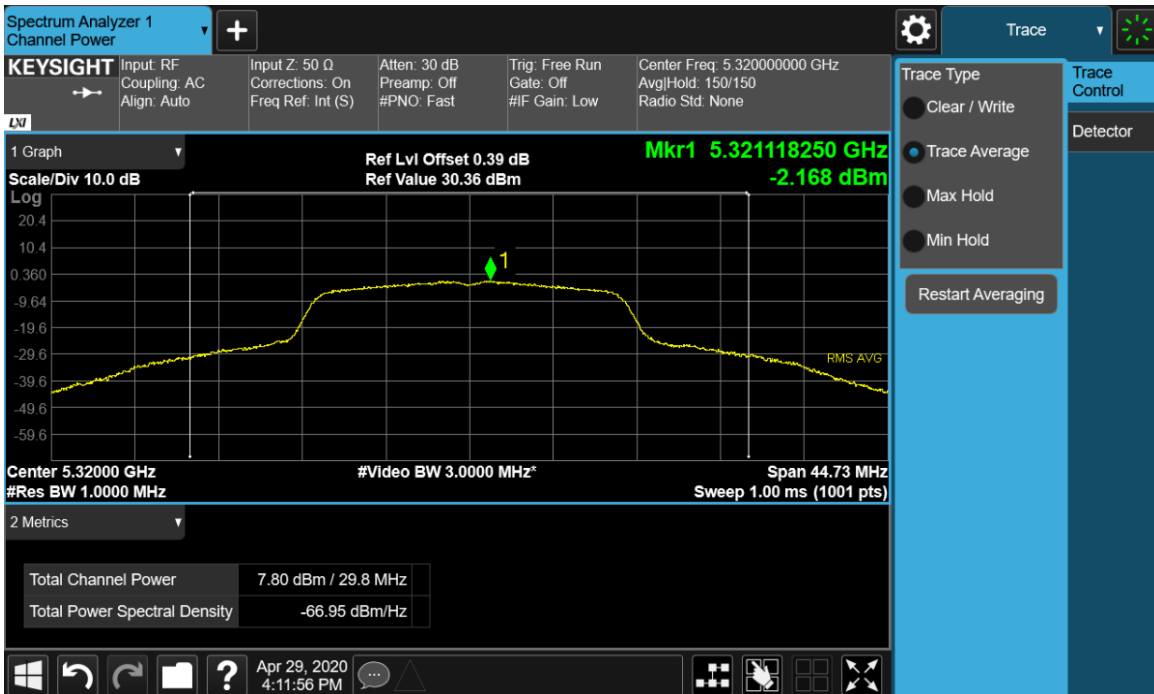 Spectrum Analyzer 1
Channel Power
Trace
KEYSIGHT
Input: RF
Coupling: AC
Align: Auto
Input Z: 50 Ω
Corrections: On
Freq Ref: Int (S)
Atten: 30 dB
Preamp: Off
#PNO: Fast
Trig: Free Run
Gate: Off
#IF Gain: Low
Center Freq: 5.320000000 GHz
Avg|Hold: 150/150
Radio Std: None
LXI
1 Graph
Scale/Div 10.0 dB
Ref Lvl Offset 0.39 dB
Ref Value 30.36 dBm
Mkr1 5.321118250 GHz
-2.168 dBm
Log
20.4
10.4
0.360
-9.64
-19.6
-29.6
-39.6
-49.6
-59.6
1
RMS AVG
Center 5.32000 GHz
#Video BW 3.0000 MHz*
Span 44.73 MHz
#Res BW 1.0000 MHz
Sweep 1.00 ms (1001 pts)
2 Metrics
Total Channel Power 7.80 dBm / 29.8 MHz
Total Power Spectral Density -66.95 dBm/Hz
?
Apr 29, 2020
4:11:56 PM
Trace Type
Clear / Write
Trace Average
Max Hold
Min Hold
Restart Averaging
Trace
Control
Detector